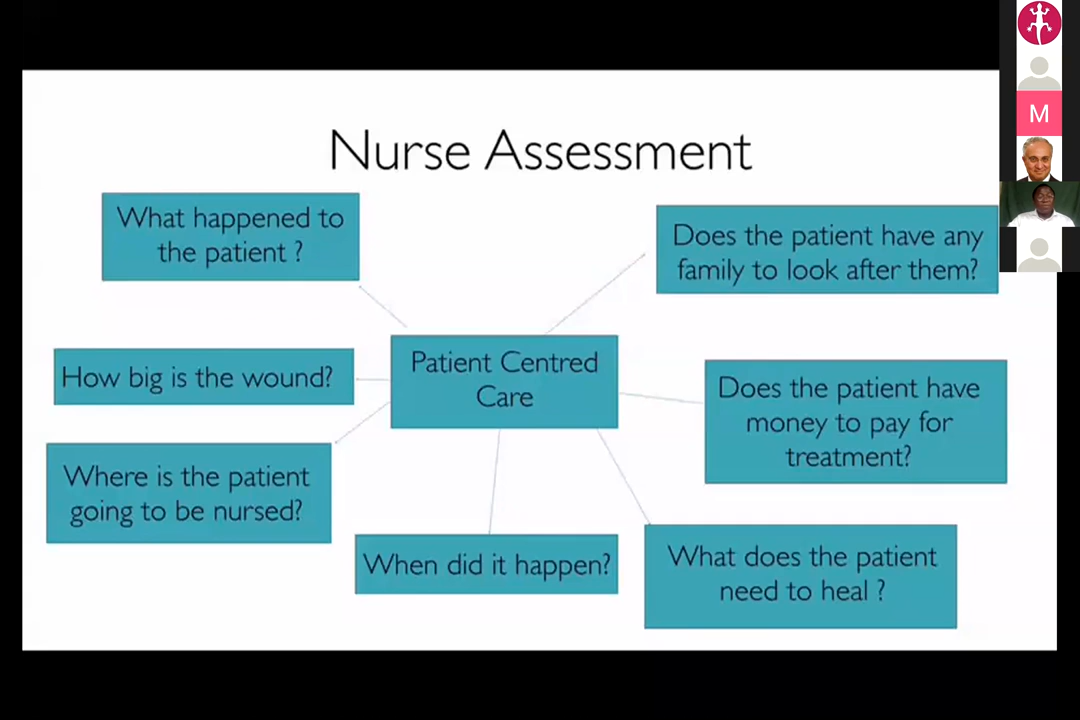 Nurse Assessment
What happened to
the patient ?
Does the patient have any
family to look after them?
How big is the wound?
Patient Centred
Care
Does the patient have
money to pay for
treatment?
Where is the patient
going to be nursed?
When did it happen?
What does the patient
need to heal ?
M